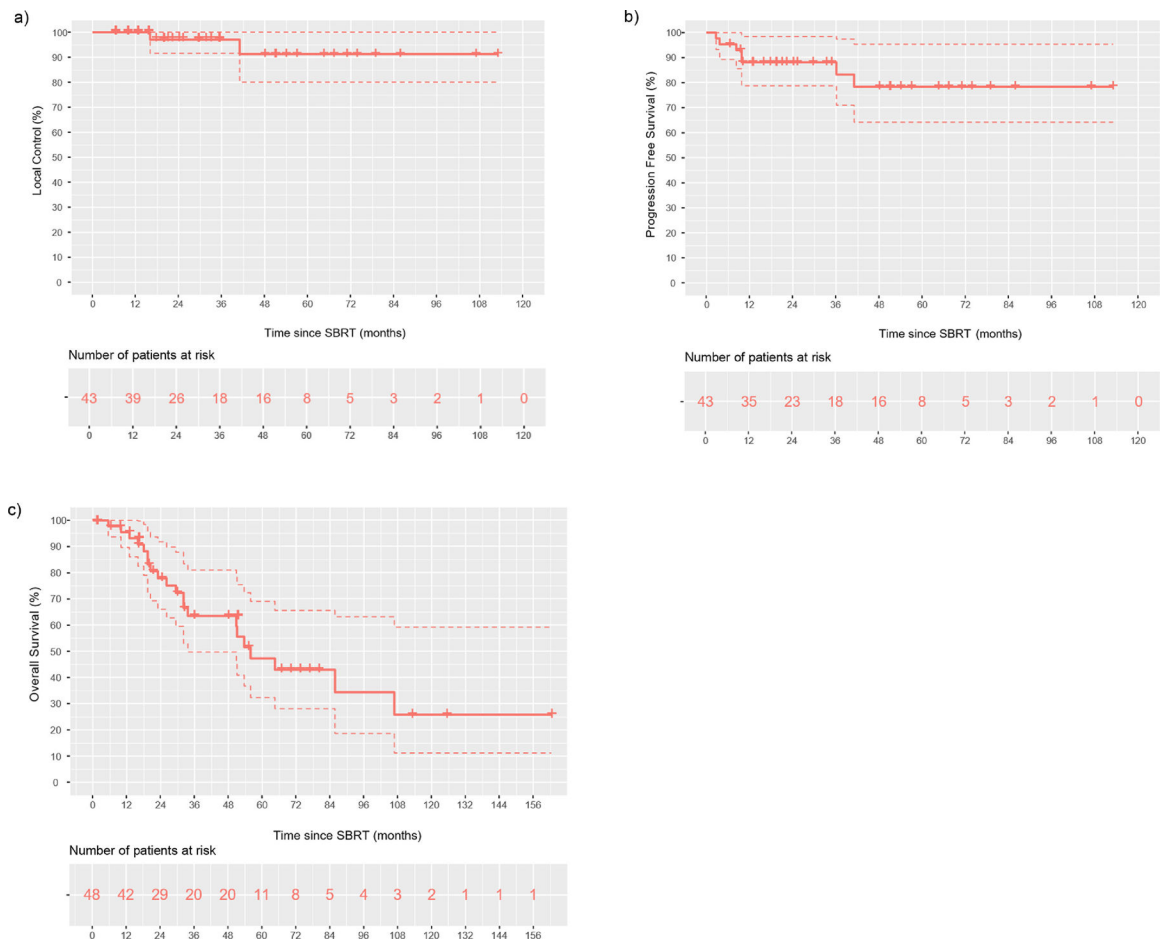 a)
100
90
80
70
60
50
40
30
20
10
0
Local Control (%)
0 12 24 36 48 60 72 84 96 108 120
Time since SBRT (months)
Number of patients at risk
43 39 26 18 16 8 5 3 2 1 0
0 12 24 36 48 60 72 84 96 108 120
b)
100
90
80
70
60
50
40
30
20
10
0
Progression Free Survival (%)
0 12 24 36 48 60 72 84 96 108 120
Time since SBRT (months)
Number of patients at risk
43 35 23 18 16 8 5 3 2 1 0
0 12 24 36 48 60 72 84 96 108 120
c)
100
90
80
70
60
50
40
30
20
10
0
Overall Survival (%)
0 12 24 36 48 60 72 84 96 108 120 132 144 156
Time since SBRT (months)
Number of patients at risk
48 42 29 20 20 11 8 5 4 3 2 1 1 1
0 12 24 36 48 60 72 84 96 108 120 132 144 156